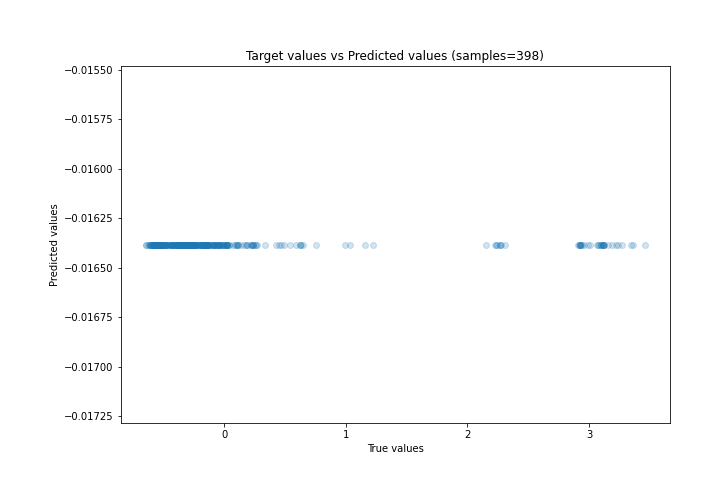 Target values vs Predicted values (samples=398)
−0.01550
−0.01575
−0.01600
−0.01625
−0.01650
−0.01675
−0.01700
−0.01725
Predicted values
0 1 2 3
True values